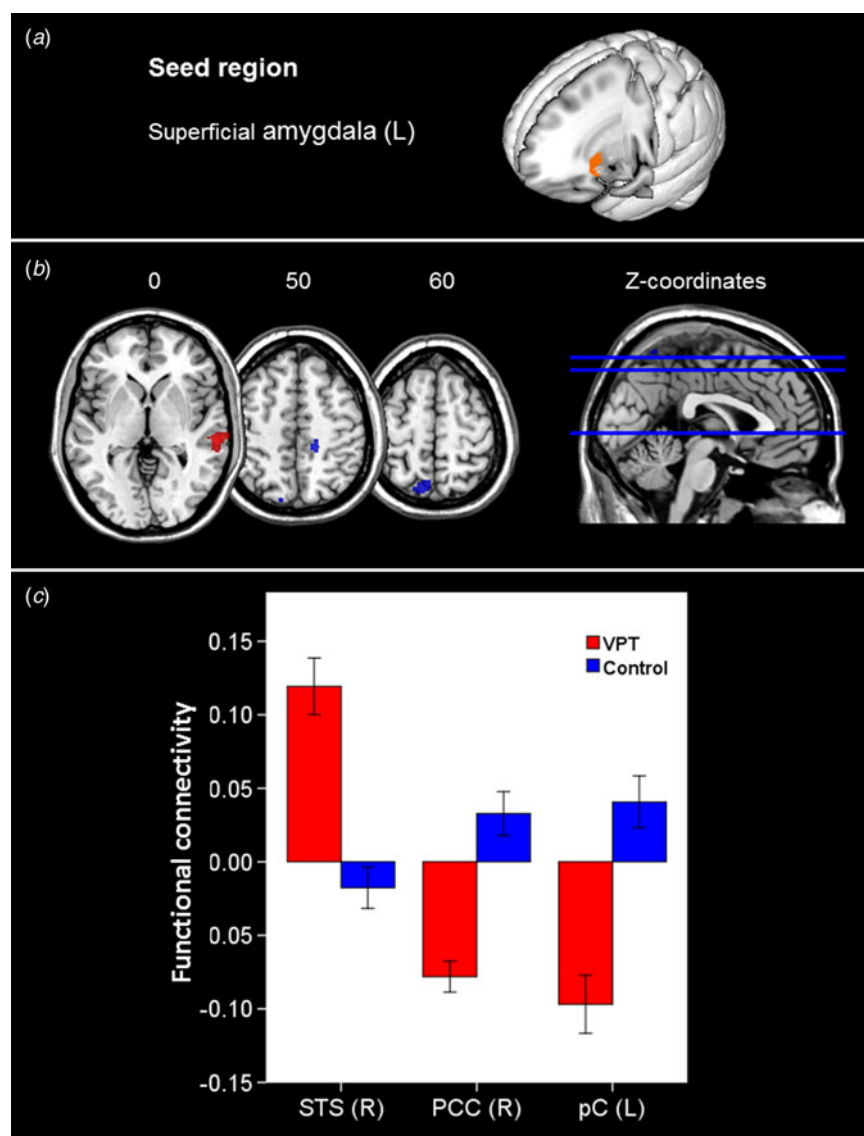 (a)
Seed region
Superficial amygdala (L)
(b)
0 50 60 Z-coordinates
(c)
VPT
Control
Functional connectivity
0.15
0.10
0.05
0.00
0.05
-0.10
-0.15
STS (R) PCC (R) pC (L)